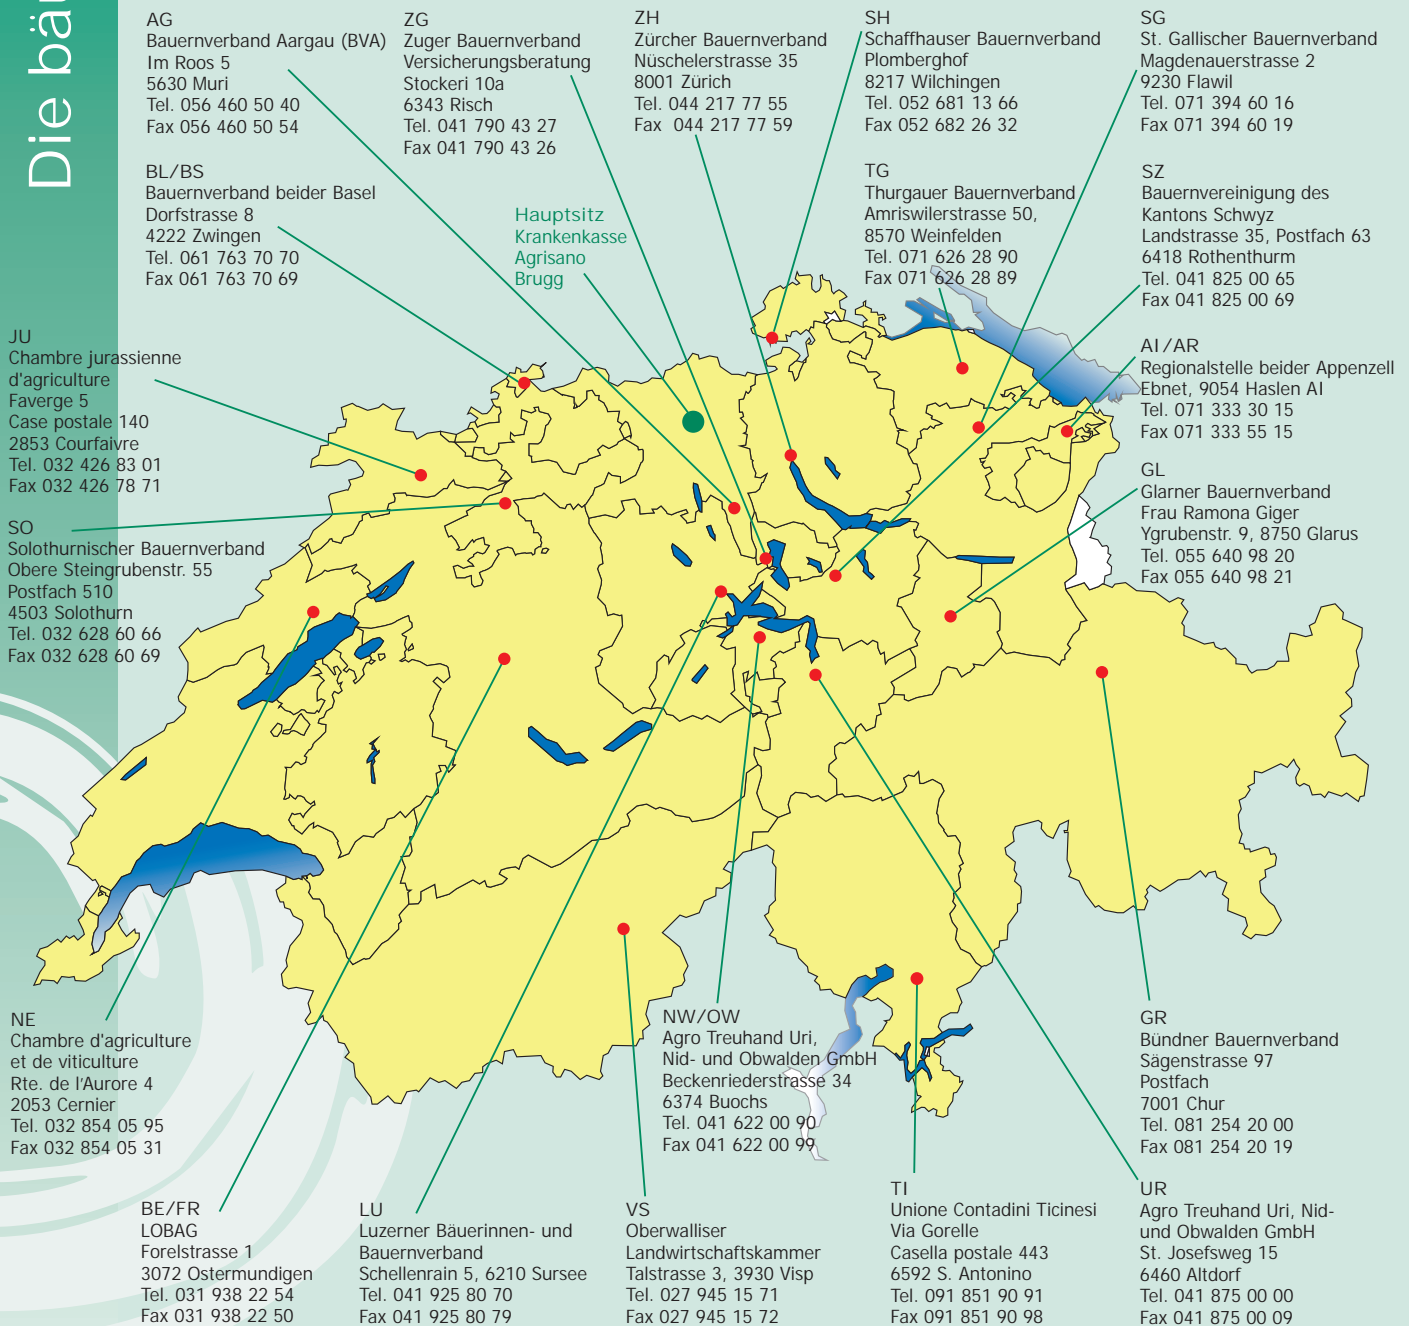 Die bäu
AG
Bauernverband Aargau (BVA)
Im Roos 5
5630 Muri
Tel. 056 460 50 40
Fax 056 460 50 54
ZG
Zuger Bauernverband
Versicherungsberatung
Stockeri 10a
6343 Risch
Tel. 041 790 43 27
Fax 041 790 43 26
ZH
Zürcher Bauernverband
Nüschelerstrasse 35
8001 Zürich
Tel. 044 217 77 55
Fax 044 217 77 59
SH
Schaffhauser Bauernverband
Plomberghof
8217 Wilchingen
Tel. 052 681 13 66
Fax 052 682 26 32
SG
St. Gallischer Bauernverband
Magdenauerstrasse 2
9230 Flawil
Tel. 071 394 60 16
Fax 071 394 60 19
BL/BS
Bauernverband beider Basel
Dorfstrasse 8
4222 Zwingen
Tel. 061 763 70 70
Fax 061 763 70 69
Hauptsitz
Krankenkasse
Agrisano
Brugg
TG
Thurgauer Bauernverband
Amriswilerstrasse 50,
8570 Weinfelden
Tel. 071 626 28 90
Fax 071 626 28 89
SZ
Bauernvereinigung des
Kantons Schwyz
Landstrasse 35, Postfach 63
6418 Rothenthurm
Tel. 041 825 00 65
Fax 041 825 00 69
JU
Chambre jurassienne
d'agriculture
Faverge 5
Case postale 140
2853 Courfaivre
Tel. 032 426 83 01
Fax 032 426 78 71
AI/AR
Regionalstelle beider Appenzell
Ebnet, 9054 Haslen AI
Tel. 071 333 30 15
Fax 071 333 55 15
GL
Glarner Bauernverband
Frau Ramona Giger
Ygrubenstr. 9, 8750 Glarus
Tel. 055 640 98 20
Fax 055 640 98 21
SO
Solothurnischer Bauernverband
Obere Steingrubenstr. 55
Postfach 510
4503 Solothurn
Tel. 032 628 60 66
Fax 032 628 60 69
NE
Chambre d'agriculture
et de viticulture
Rte. de l'Aurore 4
2053 Cernier
Tel. 032 854 05 95
Fax 032 854 05 31
NW/OW
Agro Treuhand Uri,
Nid- und Obwalden GmbH
Beckenriederstrasse 34
6374 Buochs
Tel. 041 622 00 90
Fax 041 622 00 99
GR
Bündner Bauernverband
Sägenstrasse 97
Postfach
7001 Chur
Tel. 081 254 20 00
Fax 081 254 20 19
BE/FR
LOBAG
Forelstrasse 1
3072 Ostermundigen
Tel. 031 938 22 54
Fax 031 938 22 50
LU
Luzerner Bäuerinnen- und
Bauernverband
Schellenrain 5, 6210 Sursee
Tel. 041 925 80 70
Fax 041 925 80 79
VS
Oberwalliser
Landwirtschaftskammer
Talstrasse 3, 3930 Visp
Tel. 027 945 15 71
Fax 027 945 15 72
TI
Unione Contadini Ticinesi
Via Gorelle
Casella postale 443
6592 S. Antonino
Tel. 091 851 90 91
Fax 091 851 90 98
UR
Agro Treuhand Uri, Nid-
und Obwalden GmbH
St. Josefsweg 15
6460 Altdorf
Tel. 041 875 00 00
Fax 041 875 00 09